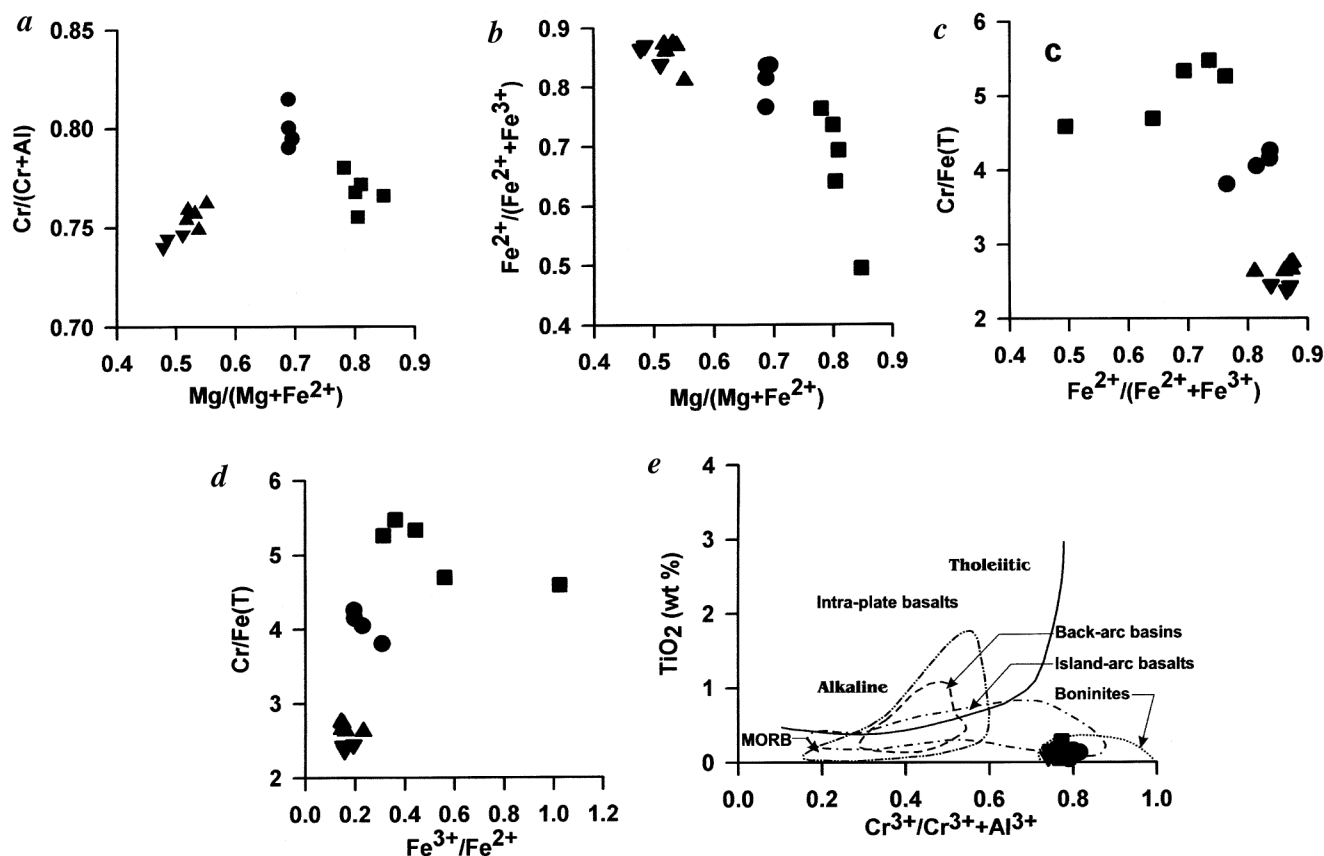 a
0.85
0.80
0.75
0.70
Cr/(Cr+Al)
0.4 0.5 0.6 0.7 0.8 0.9
Mg/(Mg+Fe²⁺)
b
0.9
0.8
0.7
0.6
0.5
0.4
Fe²⁺/(Fe²⁺+Fe³⁺)
0.4 0.5 0.6 0.7 0.8 0.9
Mg/(Mg+Fe²⁺)
c
C
6
5
4
3
2
Cr/Fe(T)
0.4 0.5 0.6 0.7 0.8 0.9
Fe²⁺/(Fe²⁺+Fe³⁺)
d
6
5
4
3
2
Cr/Fe(T)
0.0 0.2 0.4 0.6 0.8 1.0 1.2
Fe³⁺/Fe²⁺
e
4
3
2
1
0
TiO₂ (wt %)
Tholeiitic
Intra-plate basalts
Back-arc basins
Island-arc basalts
Alkaline
Boninites
MORB
0.0 0.2 0.4 0.6 0.8 1.0
Cr³⁺/Cr³⁺+Al³⁺